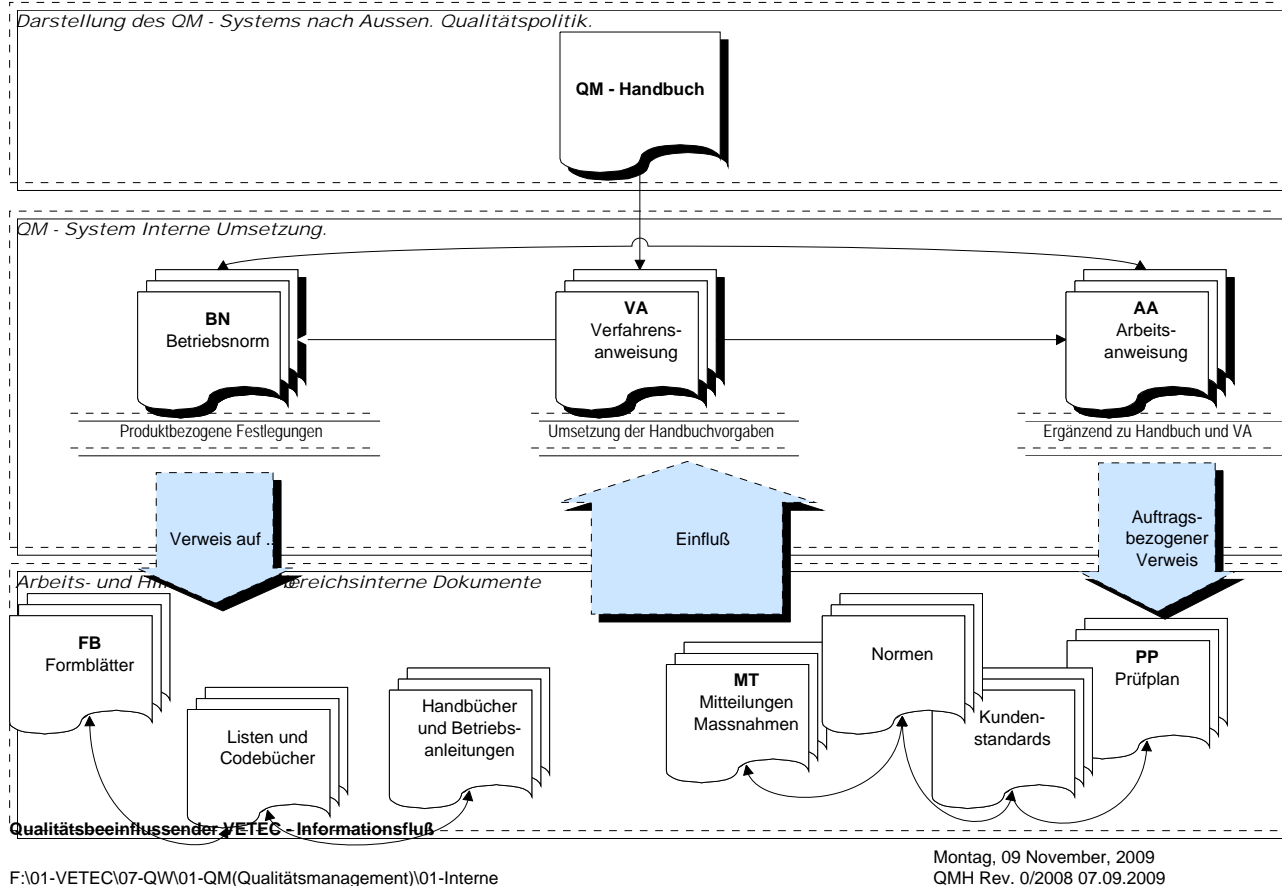 Darstellung des QM - Systems nach Aussen. Qualitätspolitik.
QM - Handbuch
QM - System Interne Umsetzung.
BN
Betriebsnorm
VA
Verfahrens-
anweisung
AA
Arbeits-
anweisung
Produktbezogene Festlegungen
Umsetzung der Handbuchvorgaben
Ergänzend zu Handbuch und VA
Verweis auf ..
Einfluß
Auftrags-
bezogener
Verweis
Arbeits- und ereichsinterne Dokumente
FB
Formblätter
Listen und
Codebücher
Handbücher
und Betriebs-
anleitungen
MT
Mitteilungen
Massnahmen
Normen
Kunden-
standards
PP
Prüfplan
Qualitätsbeeinflussender VETEC - Informationsfluß
Montag, 09 November, 2009
F:\01-VETEC\07-QW\01-QM(Qualitätsmanagement)\01-Interne
QMH Rev. 0/2008 07.09.2009